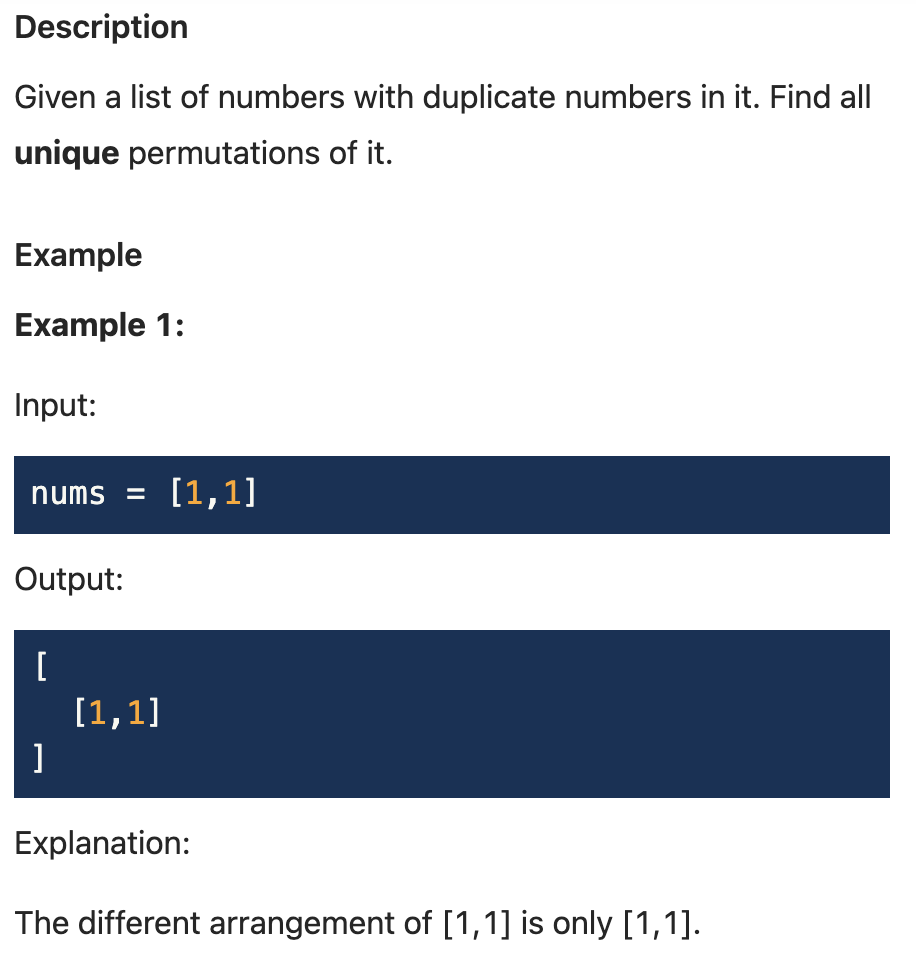 Description
Given a list of numbers with duplicate numbers in it. Find all
unique permutations of it.
Example
Example 1:
Input:
nums = [1,1]
Output:
[
  [1,1]
]
Explanation:
The different arrangement of [1,1] is only [1,1].